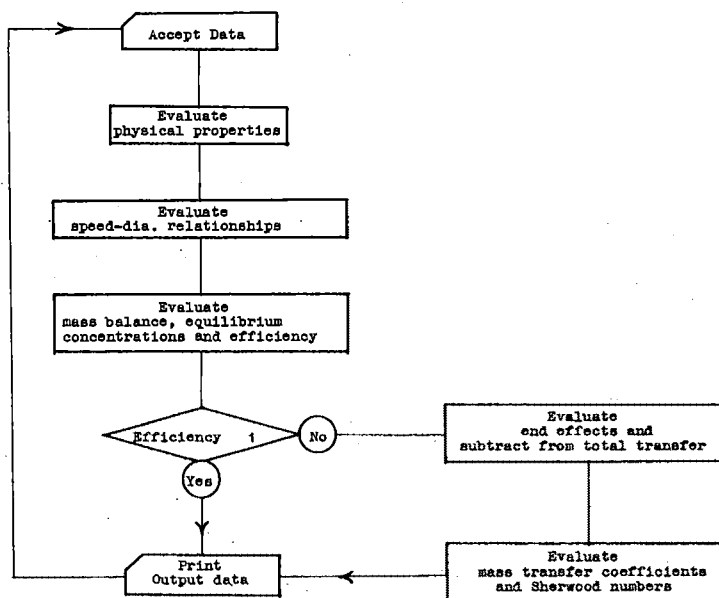 Accept Data
Evaluate
physical properties
Evaluate
speed-dia. relationships
Evaluate
mass balance, equilibrium
concentrations and efficiency
Efficiency 1
No
Yes
Evaluate
end effects and
subtract from total transfer
Evaluate
mass transfer coefficients
and Sherwood numbers
Print
Output data